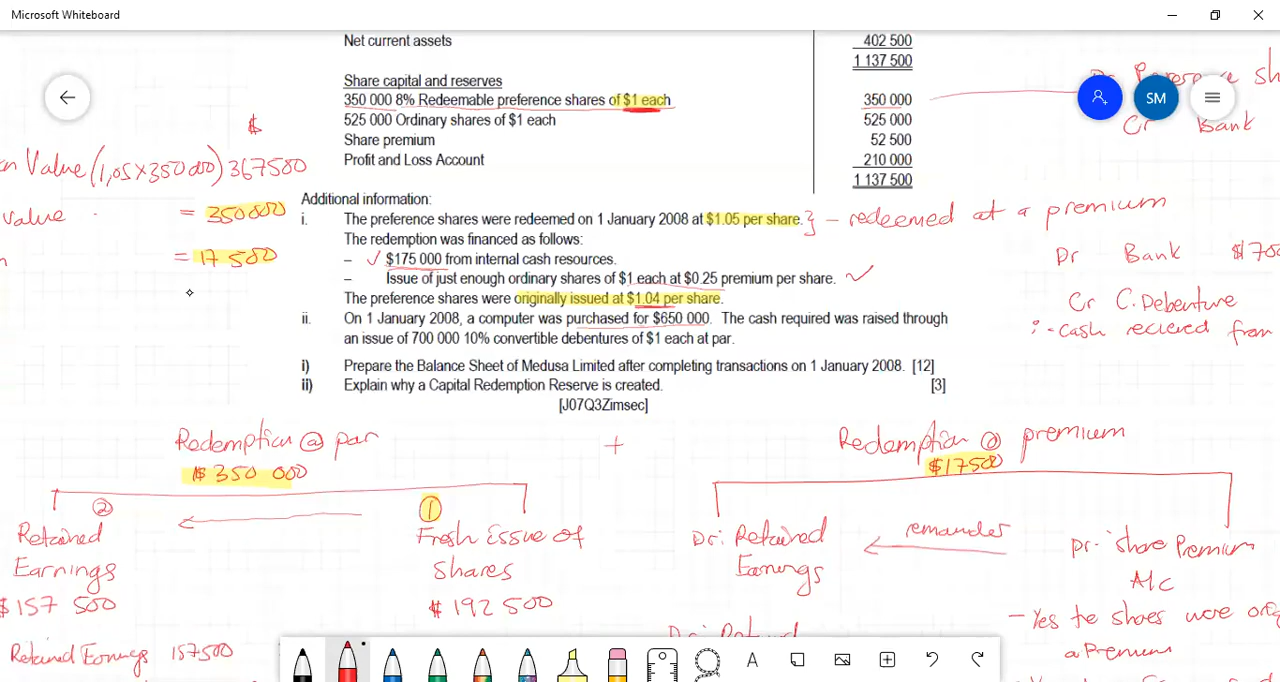 Microsoft Whiteboard
Net current assets 402 500
1 137 500
Share capital and reserves
350 000 8% Redeemable preference shares of $1 each 350 000
525 000 Ordinary shares of $1 each 525 000
Share premium 52 500
Profit and Loss Account 210 000
1 137 500
SM
Cr Bank
$
Value (1,05 x 350 000) 367500
Value = 350 000
= 17 500
Additional information:
i. The preference shares were redeemed on 1 January 2008 at $1.05 per share. } - redeemed at a premium
The redemption was financed as follows:
- $175 000 from internal cash resources.
- Issue of just enough ordinary shares of $1 each at $0.25 premium per share.
The preference shares were originally issued at $1.04 per share.
ii. On 1 January 2008, a computer was purchased for $650 000. The cash required was raised through
an issue of 700 000 10% convertible debentures of $1 each at par.
Dr Bank $700
Cr C. Debenture
∴ Cash recieved from
i) Prepare the Balance Sheet of Medusa Limited after completing transactions on 1 January 2008. [12]
ii) Explain why a Capital Redemption Reserve is created. [3]
[J07Q3Zimsec]
Redemption @ par
$ 350 000
+
Redemption @ premium
$17500
②
Retained
Earnings
$157 500
①
Fresh issue of
Shares
$ 192 500
Dr: Retained
Earnings
remainder
Dr- Share Premium
A/c
- Yes the shares were
a Premium
Retained Earnings 157500
A